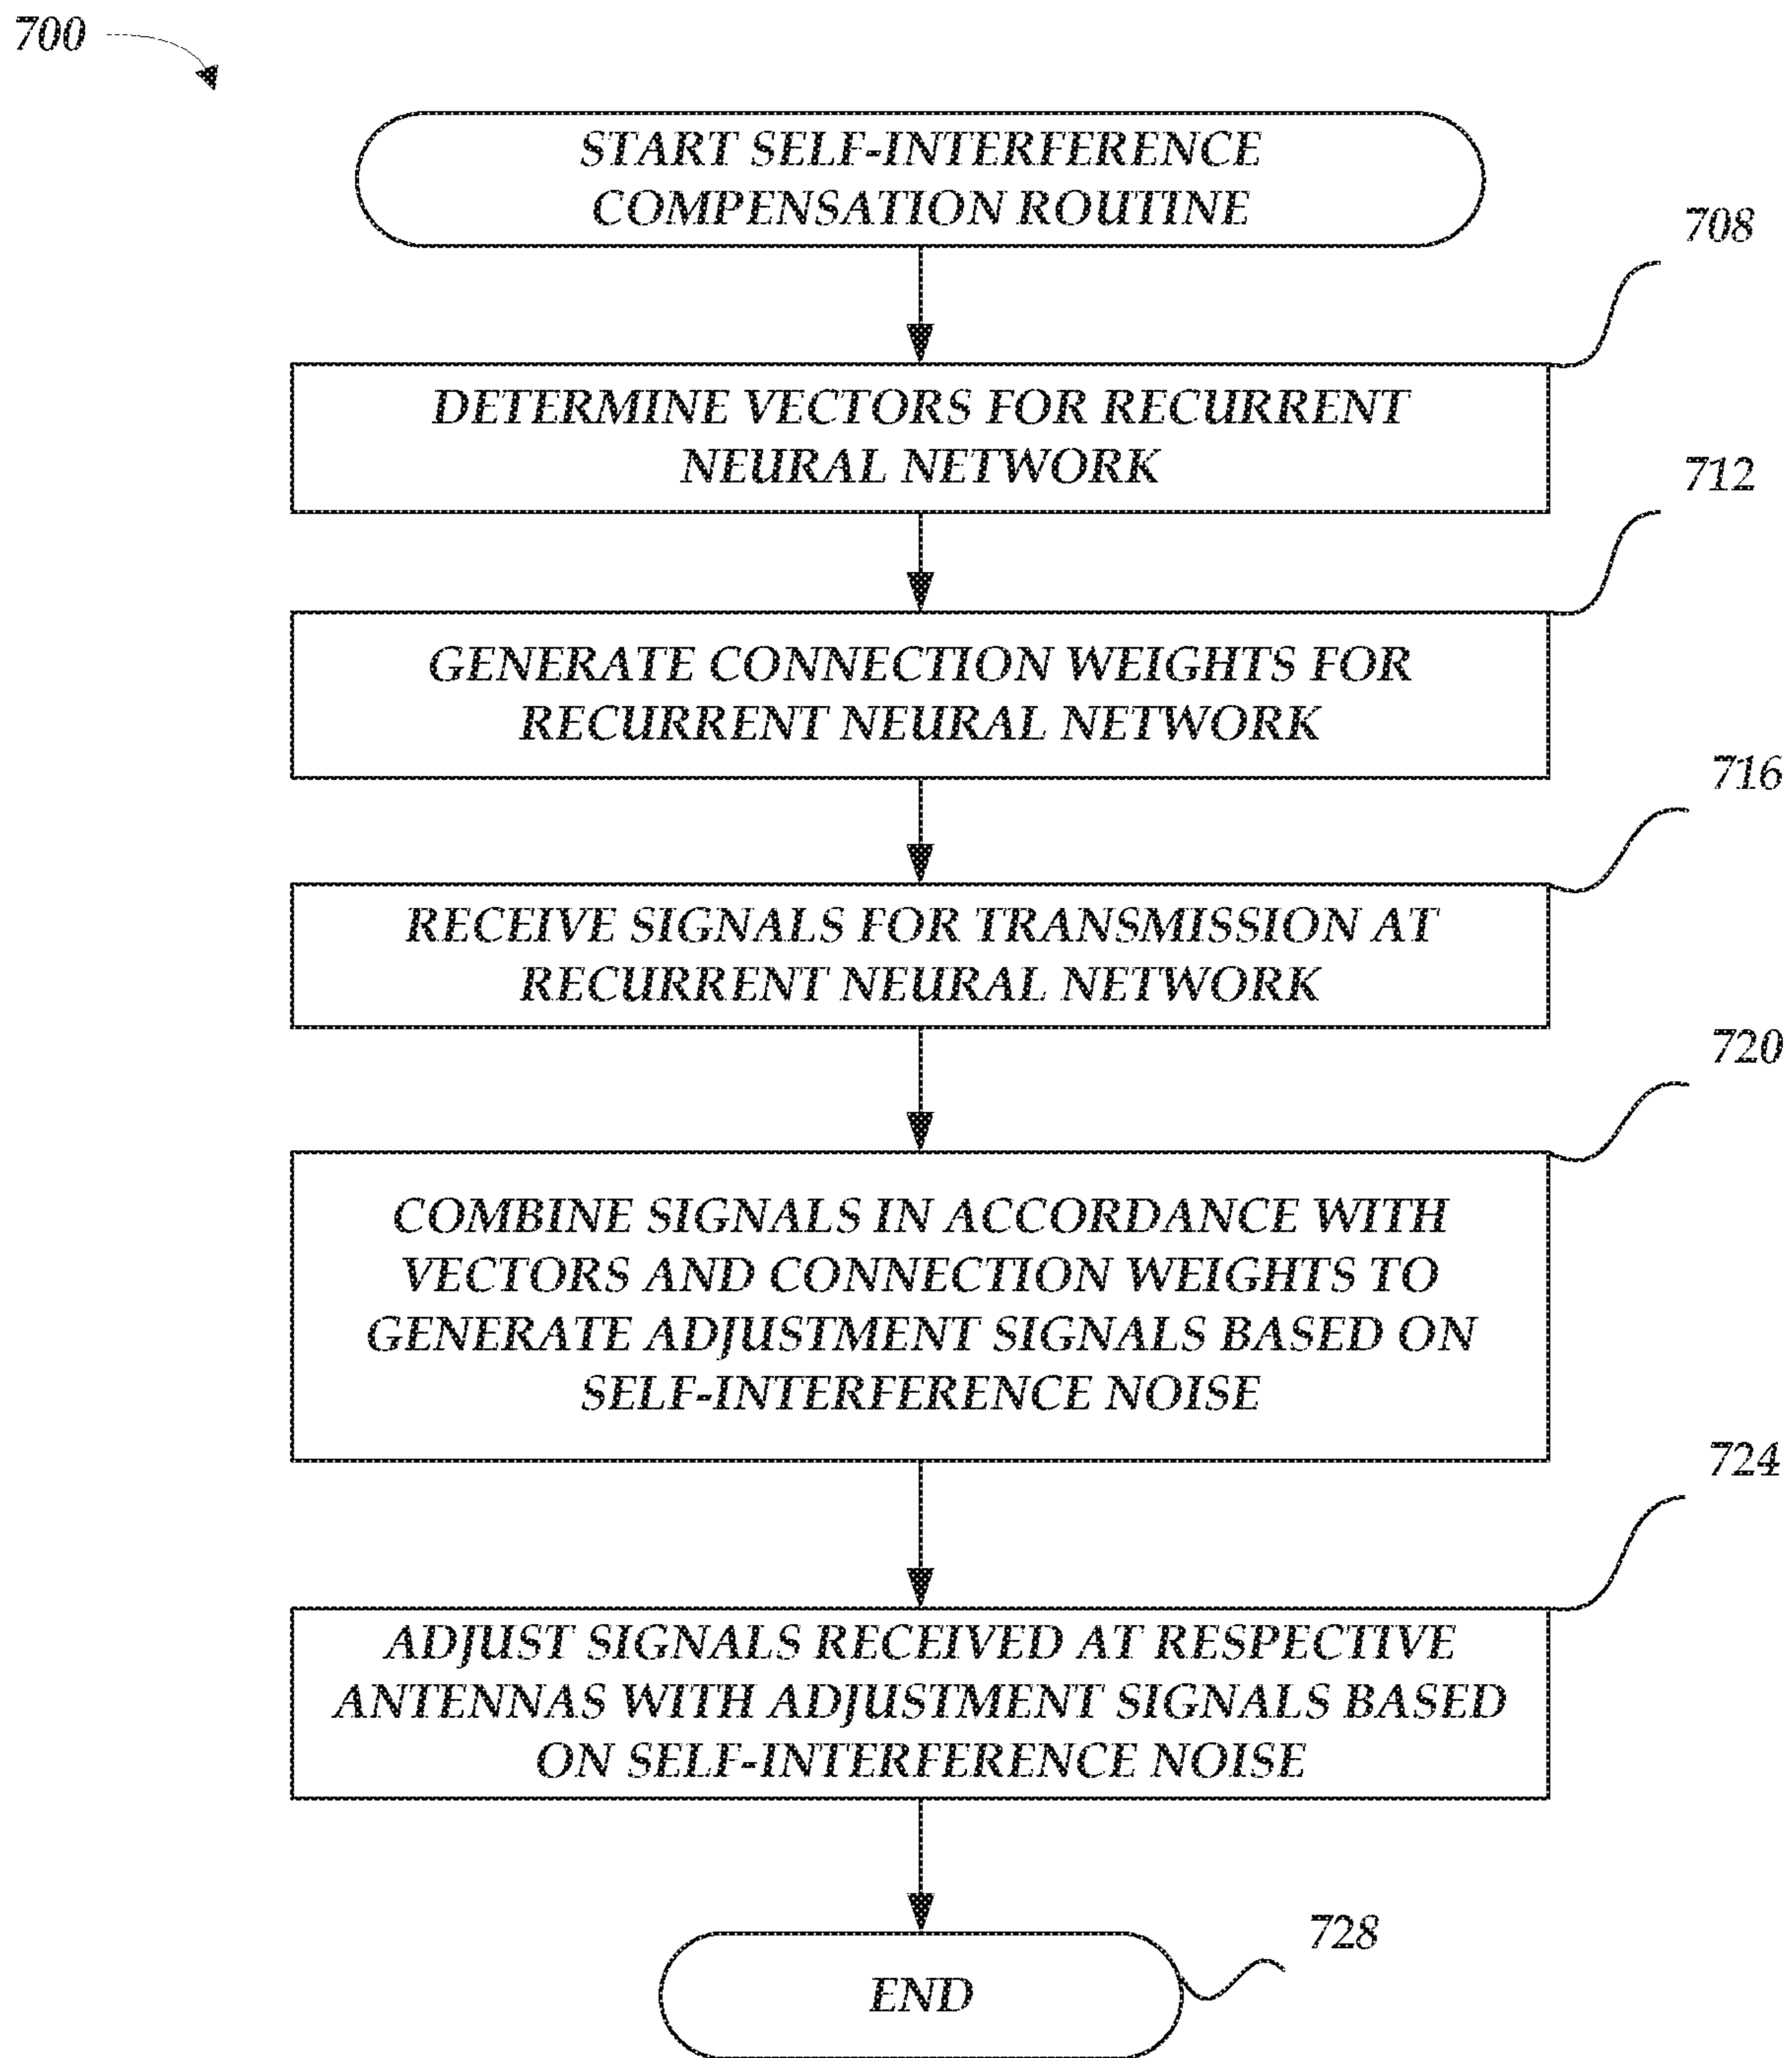 700
START SELF-INTERFERENCE
COMPENSATION ROUTINE
708
DETERMINE VECTORS FOR RECURRENT
NEURAL NETWORK
712
GENERATE CONNECTION WEIGHTS FOR
RECURRENT NEURAL NETWORK
716
RECEIVE SIGNALS FOR TRANSMISSION AT
RECURRENT NEURAL NETWORK
720
COMBINE SIGNALS IN ACCORDANCE WITH
VECTORS AND CONNECTION WEIGHTS TO
GENERATE ADJUSTMENT SIGNALS BASED ON
SELF-INTERFERENCE NOISE
724
ADJUST SIGNALS RECEIVED AT RESPECTIVE
ANTENNAS WITH ADJUSTMENT SIGNALS BASED
ON SELF-INTERFERENCE NOISE
728
END